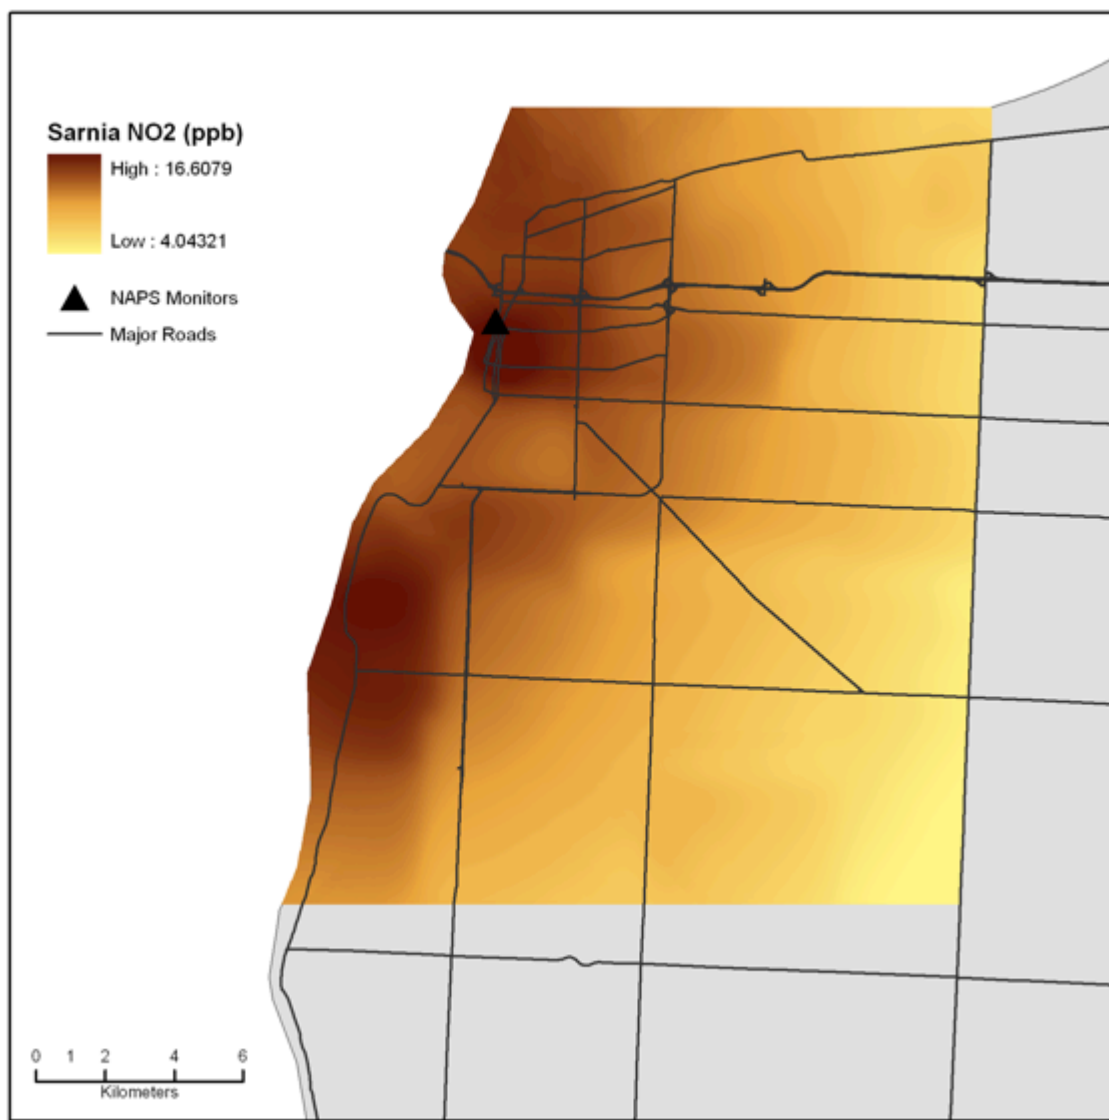 Sarnia NO2 (ppb)
High : 16.6079
Low : 4.04321
NAPS Monitors
Major Roads
0 1 2 4 6
Kilometers